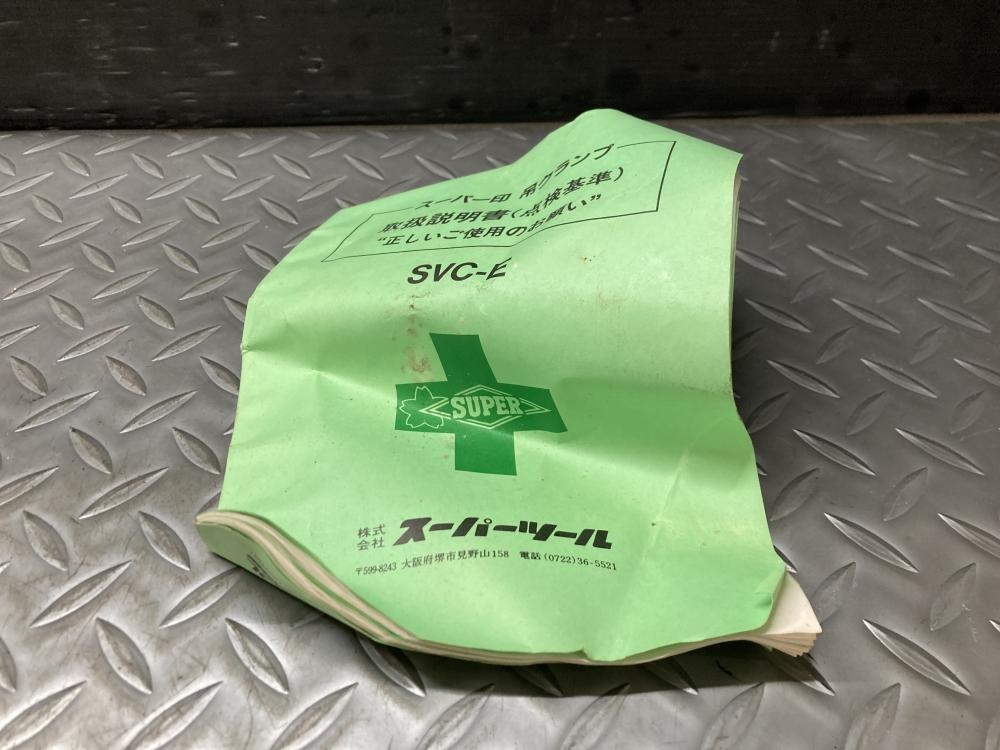 スーパー印 吊クランプ
取扱説明書(点検基準)
"正しいご使用のお願い"
SVC-E
SUPER
株式会社 スーパーツール
〒599-8243 大阪府堺市見野山158 電話(0722)36-5521